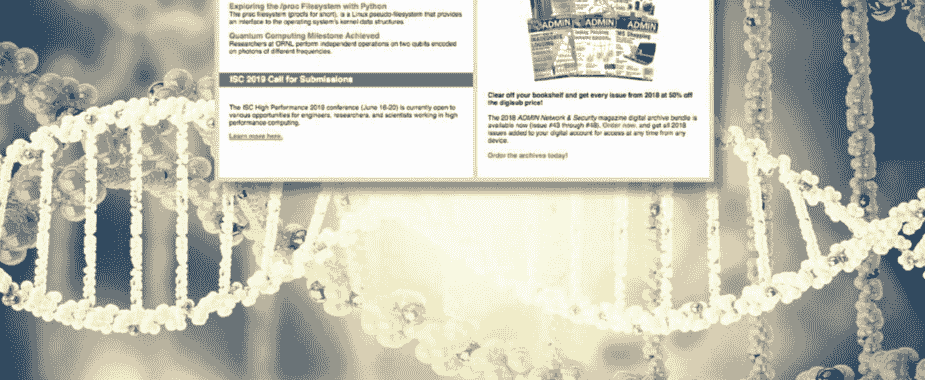 Exploring the /proc Filesystem with Python
The proc filesystem (procfs for short), is a Linux pseudo-filesystem that provides
an interface to the operating system's kernel data structures.
Quantum Computing Milestone Achieved
Researchers at ORNL perform independent operations on two qubits encoded
on photons of different frequencies.
ISC 2019 Call for Submissions
The ISC High Performance 2019 conference (June 16-20) is currently open to
various opportunities for engineers, researchers, and scientists working in high
performance computing.
Learn more here.
ADMIN
ADMIN
ADMIN
Clear off your bookshelf and get every issue from 2018 at 50% off
the digisub price!
The 2018 ADMIN Network & Security magazine digital archive bundle is
available now (issue #43 through #48). Order now, and get all 2018
issues added to your digital account for access at any time from any
device.
Order the archives today!